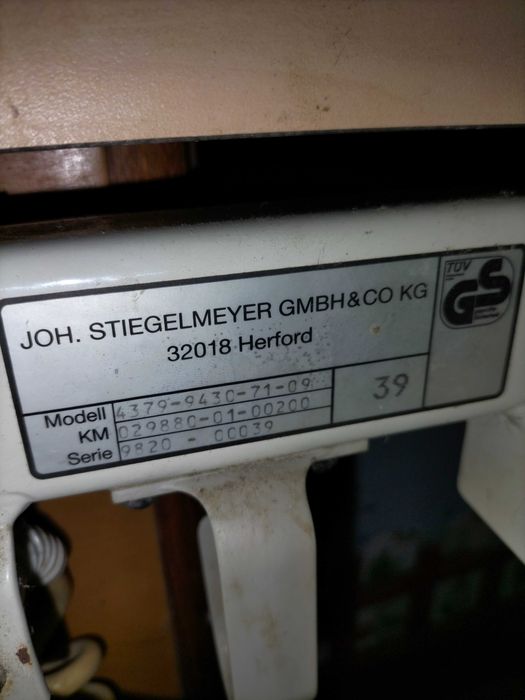 JOH. STIEGELMEYER GMBH & CO KG
32018 Herford
TÜV
GS
Modell 4379-9430-71-09
KM 029880-01-00200
Serie 9820 - 00039
39